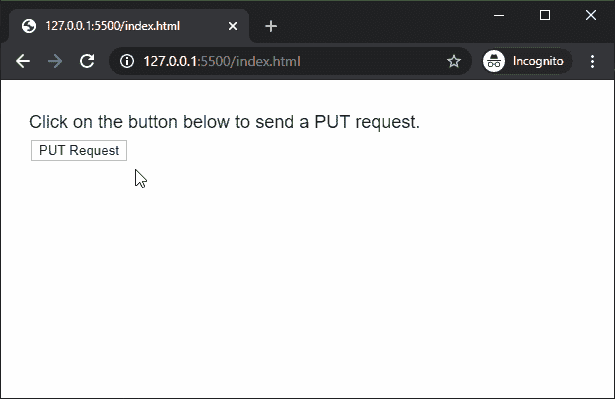 127.0.0.1:5500/index.html
127.0.0.1:5500/index.html
Incognito
Click on the button below to send a PUT request.
PUT Request